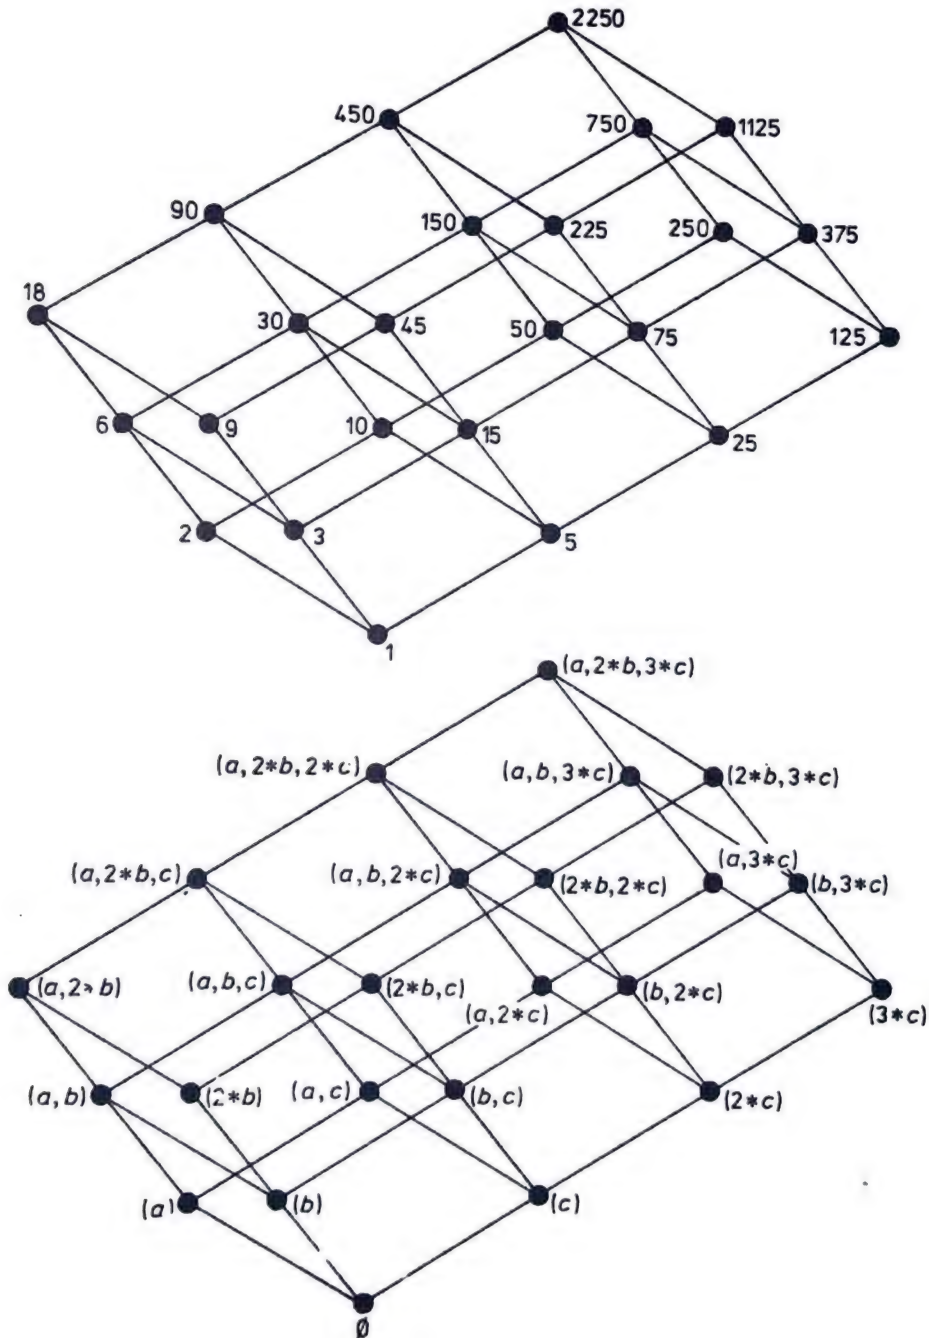 2250
450 750 1125
90 150 225 250 375
18 30 45 50 75 125
6 9 10 15 25
2 3 5
1
(a,2*b,3*c)
(a,2*b,2*c) (a,b,3*c) (2*b,3*c)
(a,2*b,c) (a,b,2*c) (2*b,2*c) (a,3*c) (b,3*c)
(a,2*b) (a,b,c) (2*b,c) (a,2*c) (b,2*c) (3*c)
(a,b) (2*b) (a,c) (b,c) (2*c)
(a) (b) (c)
Ø